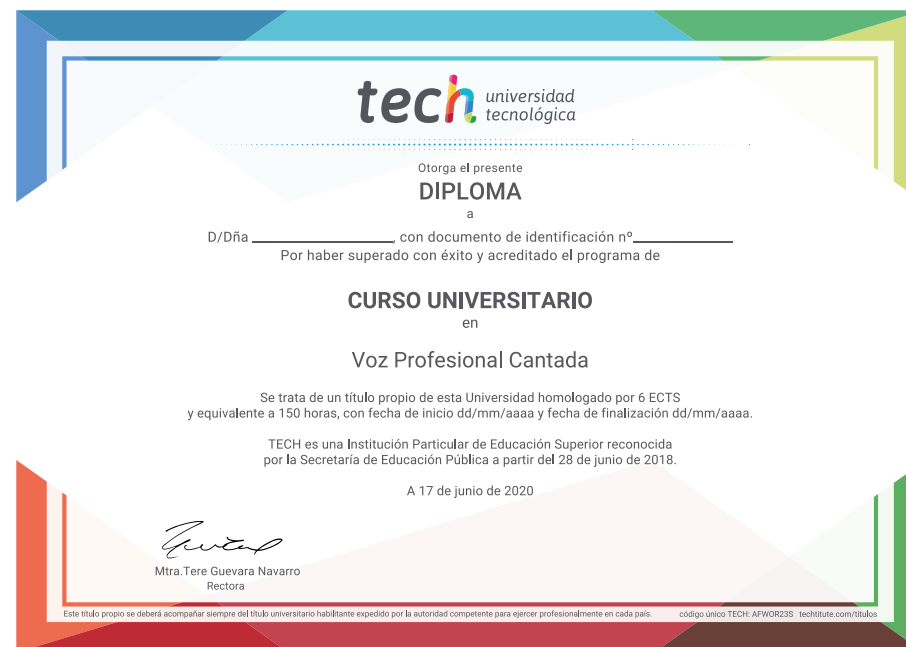 tech universidad
tecnológica
Otorga el presente
DIPLOMA
a
D/Dña ____________________, con documento de identificación nº______________
Por haber superado con éxito y acreditado el programa de
CURSO UNIVERSITARIO
en
Voz Profesional Cantada
Se trata de un título propio de esta Universidad homologado por 6 ECTS
y equivalente a 150 horas, con fecha de inicio dd/mm/aaaa y fecha de finalización dd/mm/aaaa.
TECH es una Institución Particular de Educación Superior reconocida
por la Secretaría de Educación Pública a partir del 28 de junio de 2018.
A 17 de junio de 2020
Mtra.Tere Guevara Navarro
Rectora
Este título propio se deberá acompañar siempre del título universitario habilitante expedido por la autoridad competente para ejercer profesionalmente en cada país. código único TECH: AFWOR23S techtitute.com/titulos